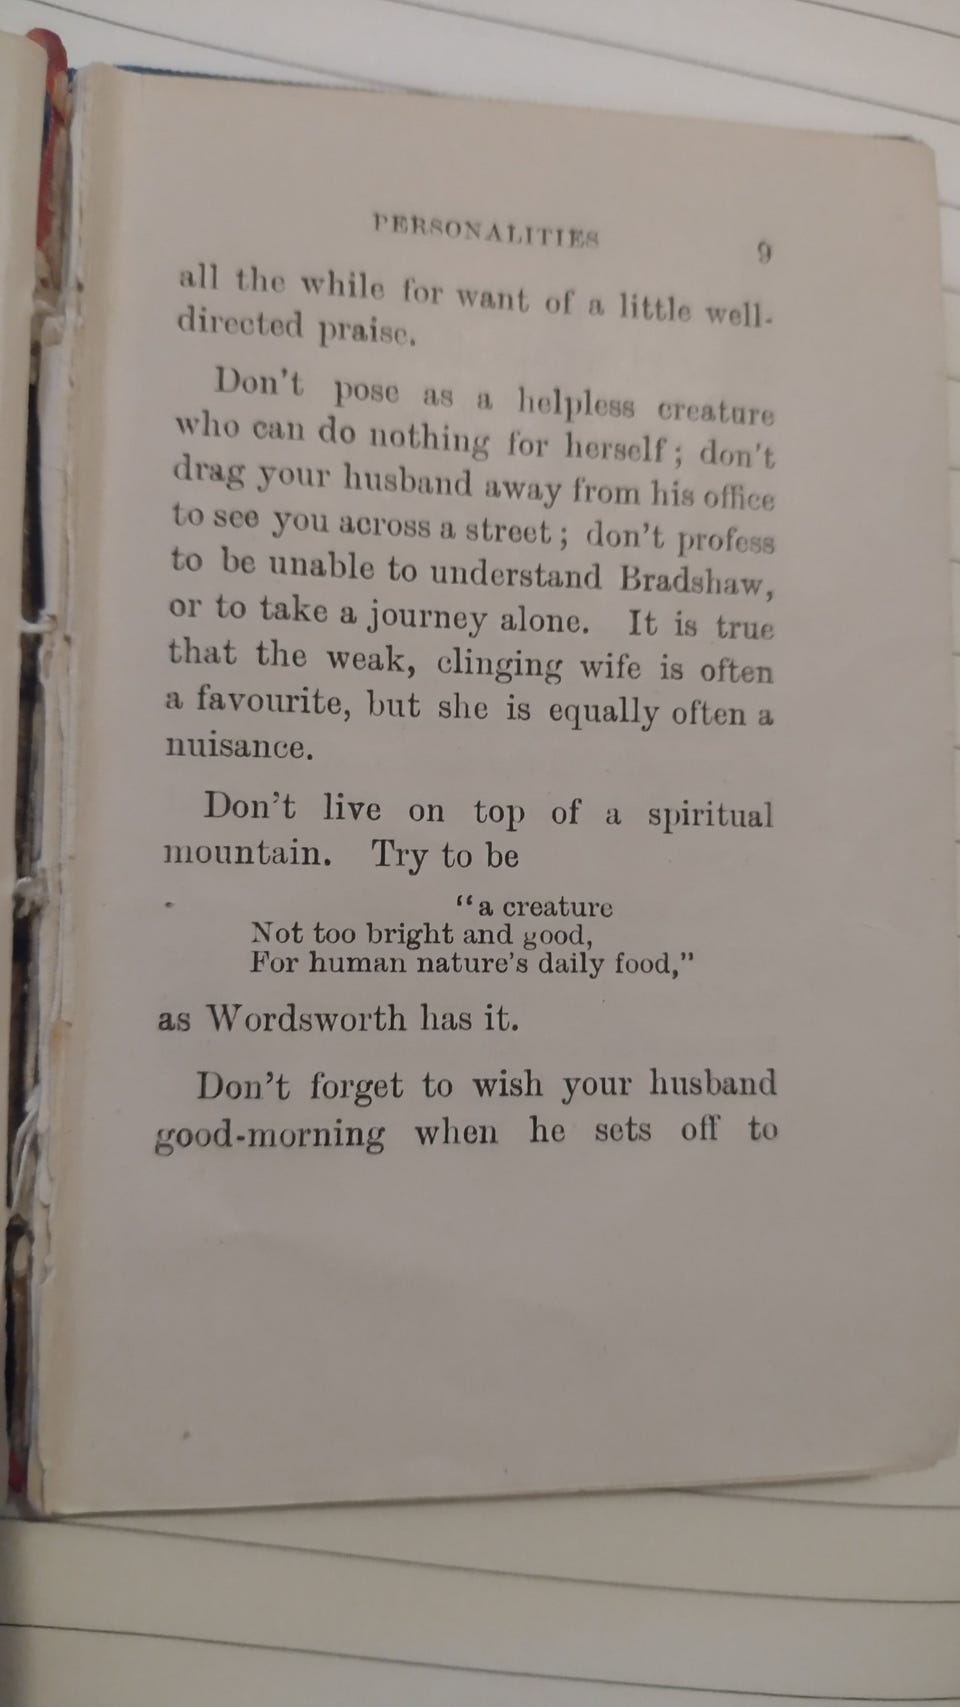 PERSONALITIES 9
all the while for want of a little well-
directed praise.
Don't pose as a helpless creature
who can do nothing for herself; don't
drag your husband away from his office
to see you across a street; don't profess
to be unable to understand Bradshaw,
or to take a journey alone. It is true
that the weak, clinging wife is often
a favourite, but she is equally often a
nuisance.
Don't live on top of a spiritual
mountain. Try to be
"a creature
Not too bright and good,
For human nature's daily food,"
as Wordsworth has it.
Don't forget to wish your husband
good-morning when he sets off to